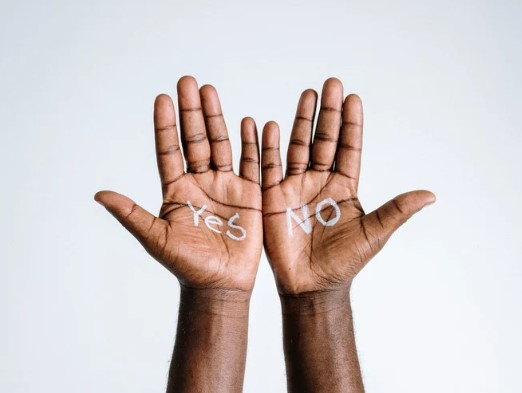 Yes NO